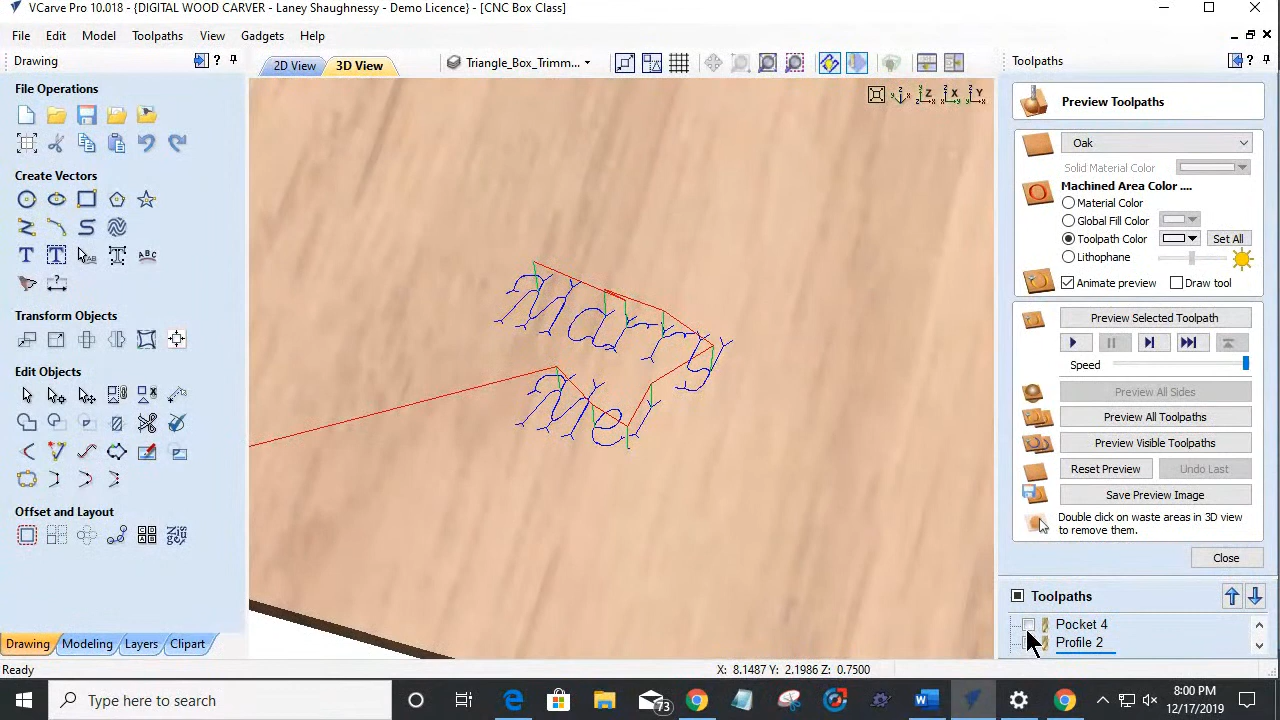 VCarve Pro 10.018 - {DIGITAL WOOD CARVER - Laney Shaughnessy - Demo Licence} - [CNC Box Class]
File Edit Model Toolpaths View Gadgets Help
Drawing
File Operations
Create Vectors
Transform Objects
Edit Objects
Offset and Layout
Drawing Modeling Layers Clipart
Ready
2D View 3D View Triangle_Box_Trimm...
Z X Y
Marry
Me!
X: 8.1487 Y: 2.1986 Z: 0.7500
Toolpaths
Preview Toolpaths
Oak
Solid Material Color
Machined Area Color ....
Material Color
Global Fill Color
Toolpath Color Set All
Lithophane
Animate preview Draw tool
Preview Selected Toolpath
Speed
Preview All Sides
Preview All Toolpaths
Preview Visible Toolpaths
Reset Preview Undo Last
Save Preview Image
Double click on waste areas in 3D view
to remove them.
Close
Toolpaths
Pocket 4
Profile 2
Type here to search
73
8:00 PM
12/17/2019